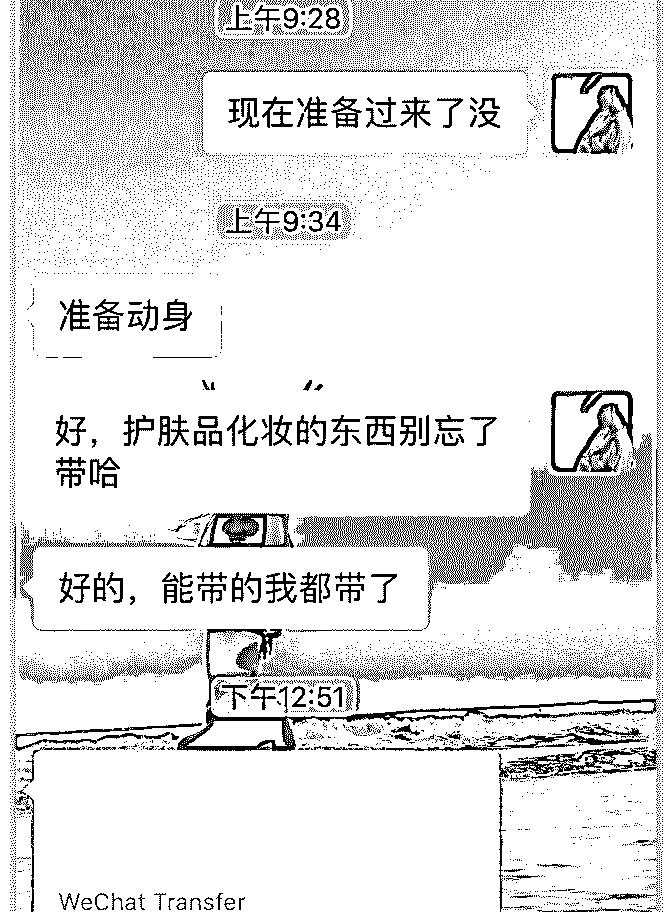 上午9:28
现在准备过来了没
上午9:34
准备动身
好，护肤品化妆的东西别忘了
带哈
好的，能带的我都带了
下午12:51
WeChat Transfer